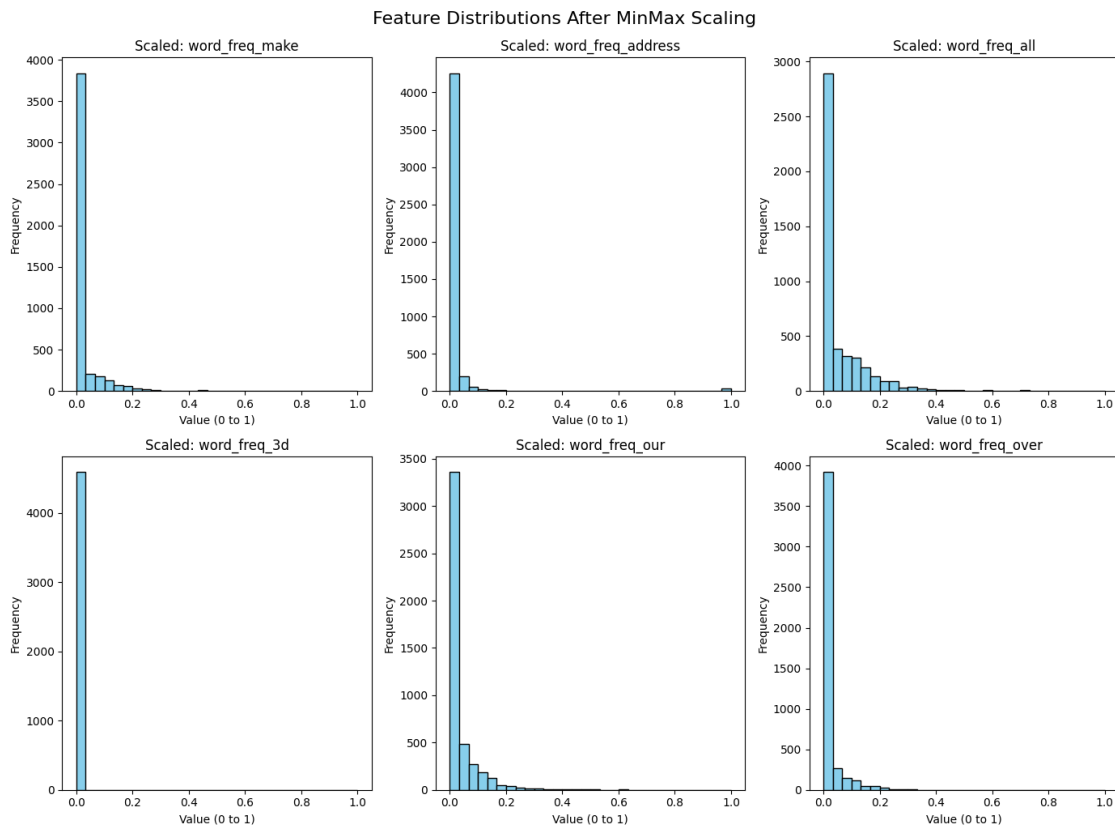 Feature Distributions After MinMax Scaling
Scaled: word_freq_make
4000
3500
3000
2500
2000
1500
1000
500
0
0.0 0.2 0.4 0.6 0.8 1.0
Frequency
Value (0 to 1)
Scaled: word_freq_address
4000
3500
3000
2500
2000
1500
1000
500
0
0.0 0.2 0.4 0.6 0.8 1.0
Frequency
Value (0 to 1)
Scaled: word_freq_all
3000
2500
2000
1500
1000
500
0
0.0 0.2 0.4 0.6 0.8 1.0
Frequency
Value (0 to 1)
Scaled: word_freq_3d
4000
3000
2000
1000
0
0.0 0.2 0.4 0.6 0.8 1.0
Frequency
Value (0 to 1)
Scaled: word_freq_our
3500
3000
2500
2000
1500
1000
500
0
0.0 0.2 0.4 0.6 0.8 1.0
Frequency
Value (0 to 1)
Scaled: word_freq_over
4000
3500
3000
2500
2000
1500
1000
500
0
0.0 0.2 0.4 0.6 0.8 1.0
Frequency
Value (0 to 1)